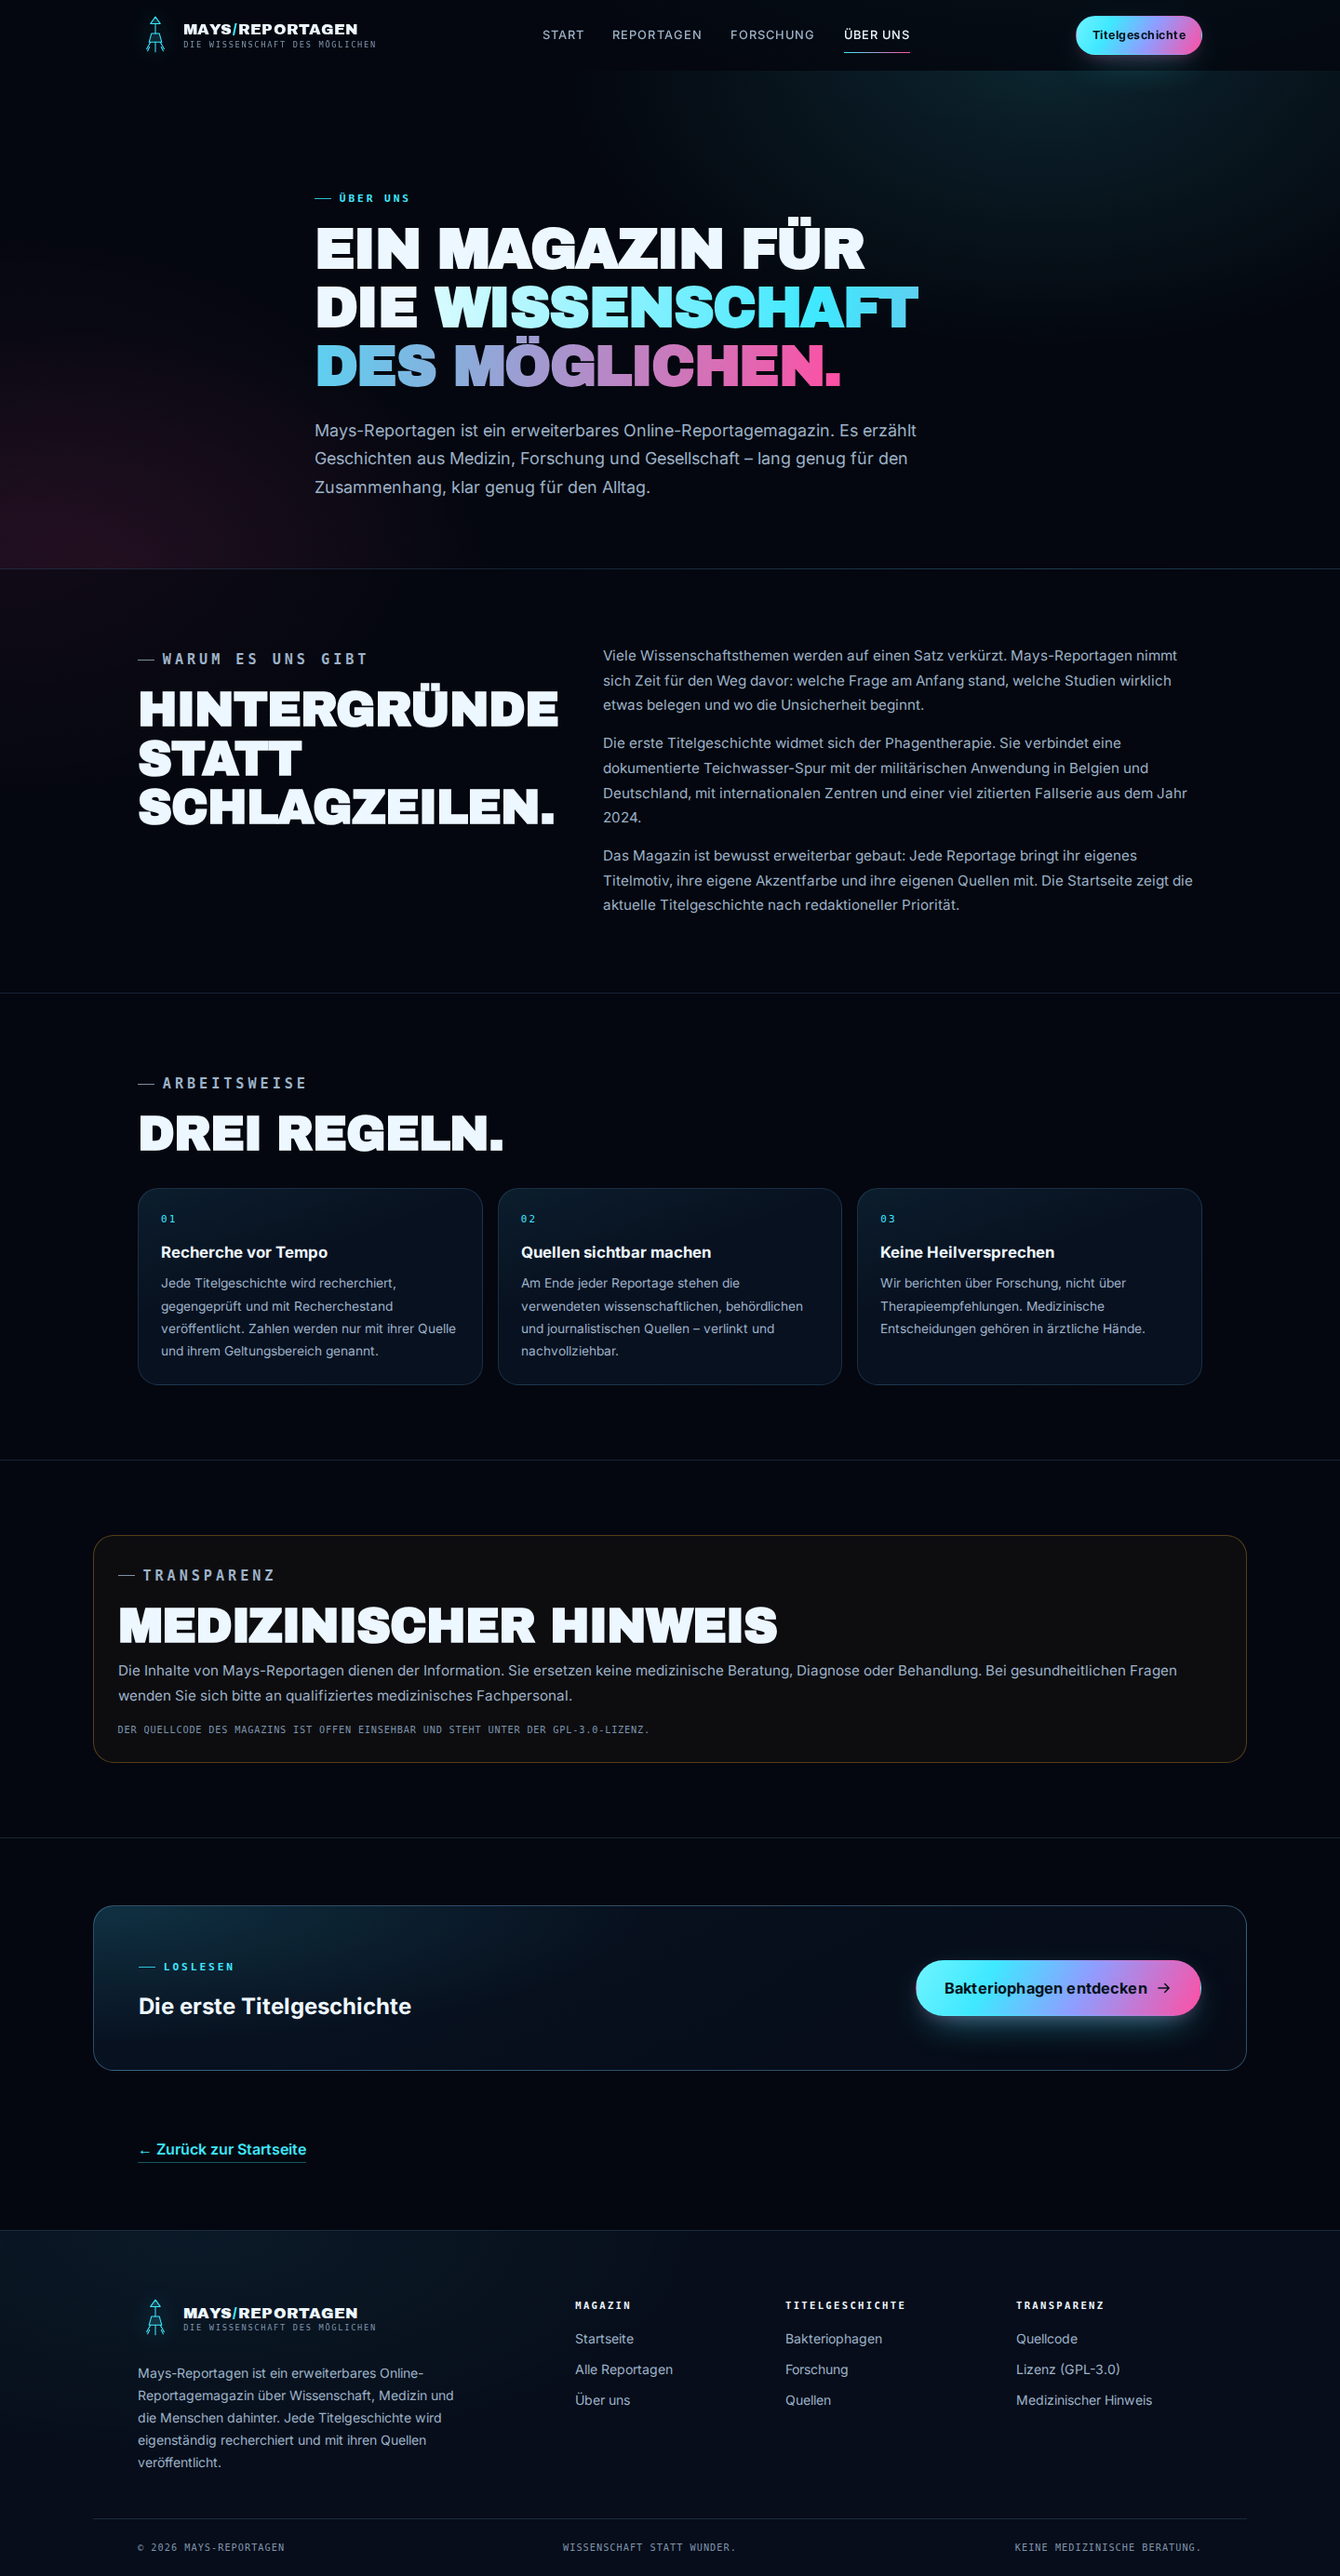 MAYS/REPORTAGEN
DIE WISSENSCHAFT DES MÖGLICHEN
START
REPORTAGEN
FORSCHUNG
ÜBER UNS
Titelgeschichte
ÜBER UNS
EIN MAGAZIN FÜR
DIE WISSENSCHAFT
DES MÖGLICHEN.
Mays-Reportagen ist ein erweiterbares Online-Reportagemagazin. Es erzählt
Geschichten aus Medizin, Forschung und Gesellschaft – lang genug für den
Zusammenhang, klar genug für den Alltag.
WARUM ES UNS GIBT
HINTERGRÜNDE
STATT
SCHLAGZEILEN.
Viele Wissenschaftsthemen werden auf einen Satz verkürzt. Mays-Reportagen nimmt
sich Zeit für den Weg davor: welche Frage am Anfang stand, welche Studien wirklich
etwas belegen und wo die Unsicherheit beginnt.
Die erste Titelgeschichte widmet sich der Phagentherapie. Sie verbindet eine
dokumentierte Teichwasser-Spur mit der militärischen Anwendung in Belgien und
Deutschland, mit internationalen Zentren und einer viel zitierten Fallserie aus dem Jahr
2024.
Das Magazin ist bewusst erweiterbar gebaut: Jede Reportage bringt ihr eigenes
Titelmotiv, ihre eigene Akzentfarbe und ihre eigenen Quellen mit. Die Startseite zeigt die
aktuelle Titelgeschichte nach redaktioneller Priorität.
ARBEITSWEISE
DREI REGELN.
01
Recherche vor Tempo
Jede Titelgeschichte wird recherchiert,
gegengeprüft und mit Recherchestand
veröffentlicht. Zahlen werden nur mit ihrer Quelle
und ihrem Geltungsbereich genannt.
02
Quellen sichtbar machen
Am Ende jeder Reportage stehen die
verwendeten wissenschaftlichen, behördlichen
und journalistischen Quellen – verlinkt und
nachvollziehbar.
03
Keine Heilversprechen
Wir berichten über Forschung, nicht über
Therapieempfehlungen. Medizinische
Entscheidungen gehören in ärztliche Hände.
TRANSPARENZ
MEDIZINISCHER HINWEIS
Die Inhalte von Mays-Reportagen dienen der Information. Sie ersetzen keine medizinische Beratung, Diagnose oder Behandlung. Bei gesundheitlichen Fragen
wenden Sie sich bitte an qualifiziertes medizinisches Fachpersonal.
DER QUELLCODE DES MAGAZINS IST OFFEN EINSEHBAR UND STEHT UNTER DER GPL-3.0-LIZENZ.
LOSLESEN
Die erste Titelgeschichte
Bakteriophagen entdecken →
← Zurück zur Startseite
MAYS/REPORTAGEN
DIE WISSENSCHAFT DES MÖGLICHEN
Mays-Reportagen ist ein erweiterbares Online-
Reportagemagazin über Wissenschaft, Medizin und
die Menschen dahinter. Jede Titelgeschichte wird
eigenständig recherchiert und mit ihren Quellen
veröffentlicht.
MAGAZIN
Startseite
Alle Reportagen
Über uns
TITELGESCHICHTE
Bakteriophagen
Forschung
Quellen
TRANSPARENZ
Quellcode
Lizenz (GPL-3.0)
Medizinischer Hinweis
© 2026 MAYS-REPORTAGEN
WISSENSCHAFT STATT WUNDER.
KEINE MEDIZINISCHE BERATUNG.